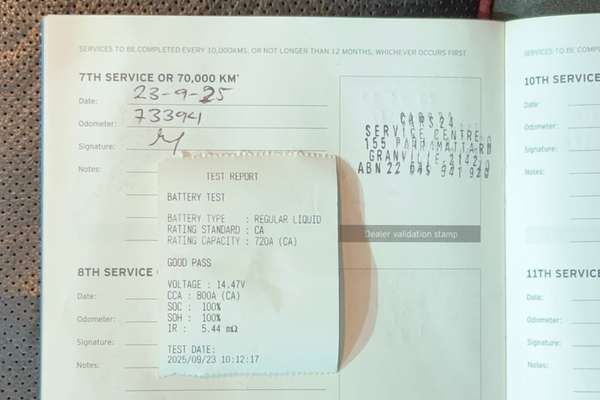 SERVICES TO BE COMPLETED EVERY 10,000KMS, OR NOT LONGER THAN 12 MONTHS, WHICHEVER OCCURS FIRST
7TH SERVICE OR 70,000 KM*
Date: 23-9-25
Odometer: 73394
Signature:
Notes:
CARS24
SERVICE CENTRE
155
GRANVILLE, 2142
ABN 22 645 941 920
Dealer validation stamp
TEST REPORT
BATTERY TEST
BATTERY TYPE : REGULAR LIQUID
RATING STANDARD : CA
RATING CAPACITY : 720A (CA)
GOOD PASS
VOLTAGE : 14.47V
CCA : 800A (CA)
SOC : 100%
SOH : 100%
IR : 5.44 mΩ
TEST DATE:
2025/09/23 10:12:17
8TH SERVICE
Date:
Odometer:
Signature:
Notes:
SERVICES TO BE
10TH SERVICE
Date:
Odometer:
Signature:
Notes:
11TH SERVICE
Date:
Odometer:
Signature:
Notes: